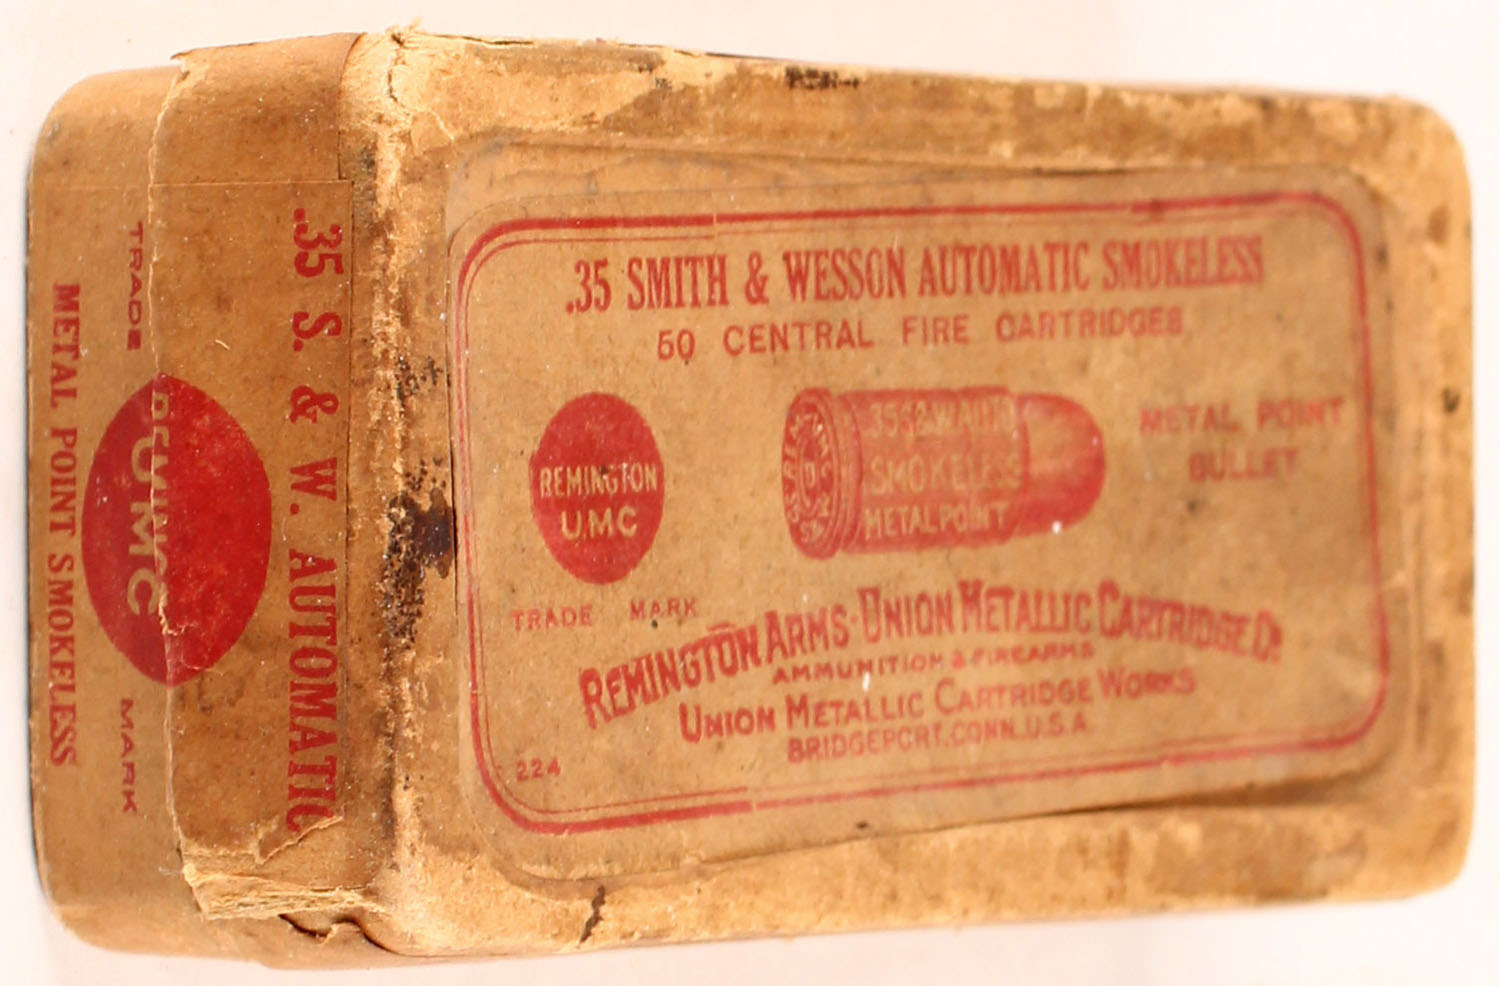 .35 SMITH & WESSON AUTOMATIC SMOKELESS
50 CENTRAL FIRE CARTRIDGES
REMINGTON
UMC
TRADE MARK
35 S&W AUTO
SMOKELESS
METAL POINT
METAL POINT
BULLET
REMINGTON ARMS-UNION METALLIC CARTRIDGE CO.
AMMUNITION & FIREARMS
UNION METALLIC CARTRIDGE WORKS
BRIDGEPORT, CONN. U.S.A.
224
.35 S. & W. AUTOMATIC
TRADE MARK
UMC
METAL POINT SMOKELESS